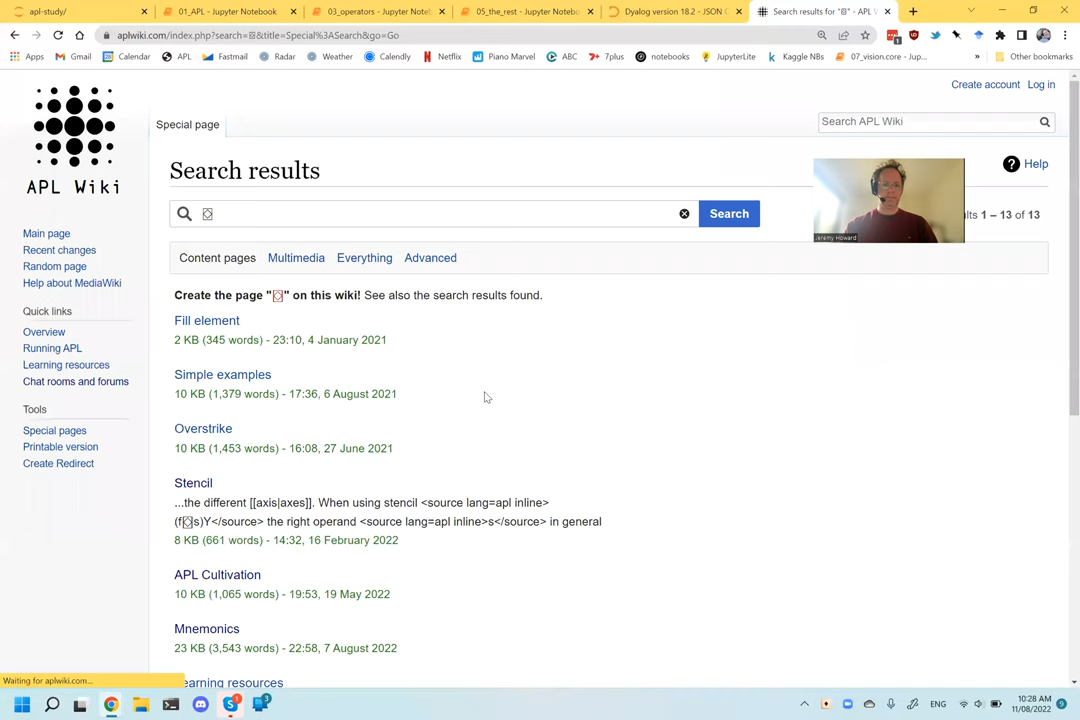 apl-study/
01_APL - Jupyter Notebook
03_operators - Jupyter Noteb
05_the_rest - Jupyter Notebo
Dyalog version 18.2 - JSON C
Search results for "⌺" - APL V
aplwiki.com/index.php?search=⌺&title=Special%3ASearch&go=Go
Apps
Gmail
Calendar
APL
Fastmail
Radar
Weather
Calendly
Netflix
Piano Marvel
ABC
7plus
notebooks
JupyterLite
Kaggle NBs
07_vision.core - Jup...
»
Other bookmarks
Create account Log in
Special page
Search APL Wiki
APL Wiki
Search results
Help
Jeremy Howard
lts 1 – 13 of 13
⌺
Search
Main page
Recent changes
Random page
Help about MediaWiki
Quick links
Overview
Running APL
Learning resources
Chat rooms and forums
Tools
Special pages
Printable version
Create Redirect
Content pages Multimedia Everything Advanced
Create the page "⌺" on this wiki! See also the search results found.
Fill element
2 KB (345 words) - 23:10, 4 January 2021
Simple examples
10 KB (1,379 words) - 17:36, 6 August 2021
Overstrike
10 KB (1,453 words) - 16:08, 27 June 2021
Stencil
...the different [[axis|axes]]. When using stencil <source lang=apl inline>
(f⌺s)Y</source> the right operand <source lang=apl inline>s</source> in general
8 KB (661 words) - 14:32, 16 February 2022
APL Cultivation
10 KB (1,065 words) - 19:53, 19 May 2022
Mnemonics
23 KB (3,543 words) - 22:58, 7 August 2022
earning resources
Waiting for aplwiki.com...
ENG
10:28 AM
11/08/2022